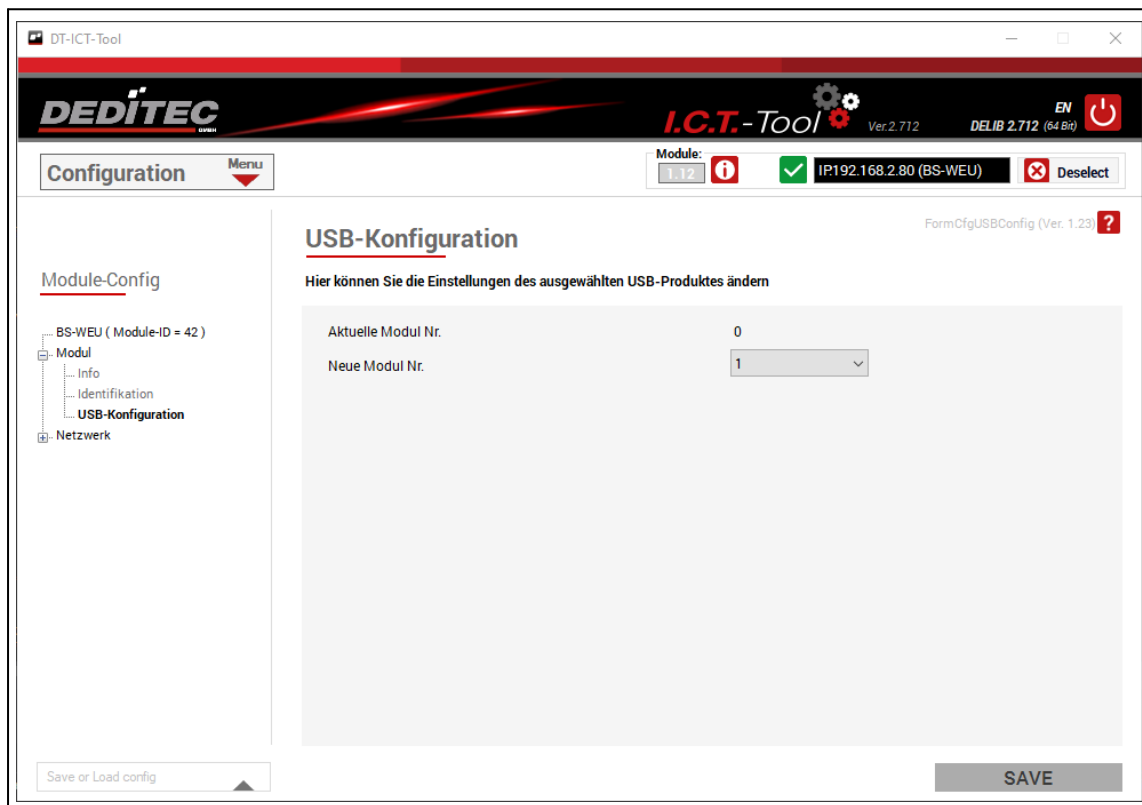 DT-ICT-Tool
DEDITEC
GMBH
I.C.T.-Tool Ver.2.712
EN
DELIB 2.712 (64 Bit)
Configuration Menu
Module:
1.12 IP192.168.2.80 (BS-WEU) Deselect
FormCfgUSBConfig (Ver. 1.23) ?
USB-Konfiguration
Hier können Sie die Einstellungen des ausgewählten USB-Produktes ändern
Module-Config
BS-WEU ( Module-ID = 42 )
Modul
Info
Identifikation
USB-Konfiguration
Netzwerk
Aktuelle Modul Nr. 0
Neue Modul Nr. 1
Save or Load config
SAVE